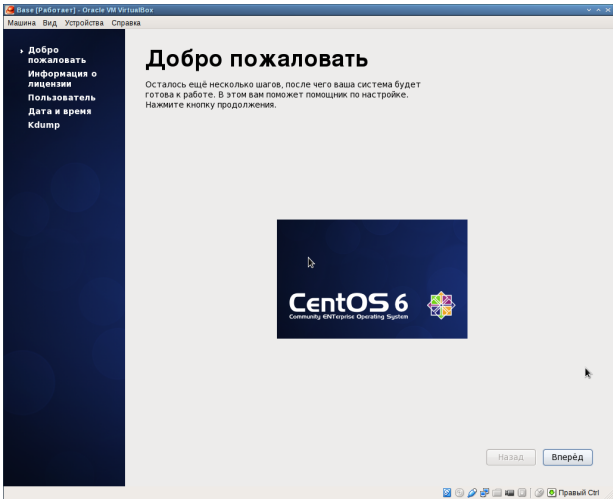 Base [Работает] - Oracle VM VirtualBox
Машина Вид Устройства Справка
Добро
пожаловать
Информация о
лицензии
Пользователь
Дата и время
Kdump
Добро пожаловать
Осталось ещё несколько шагов, после чего ваша система будет
готова к работе. В этом вам поможет помощник по настройке.
Нажмите кнопку продолжения.
CentOS 6
Community ENTerprise Operating System
Назад Вперёд
Правый Ctrl